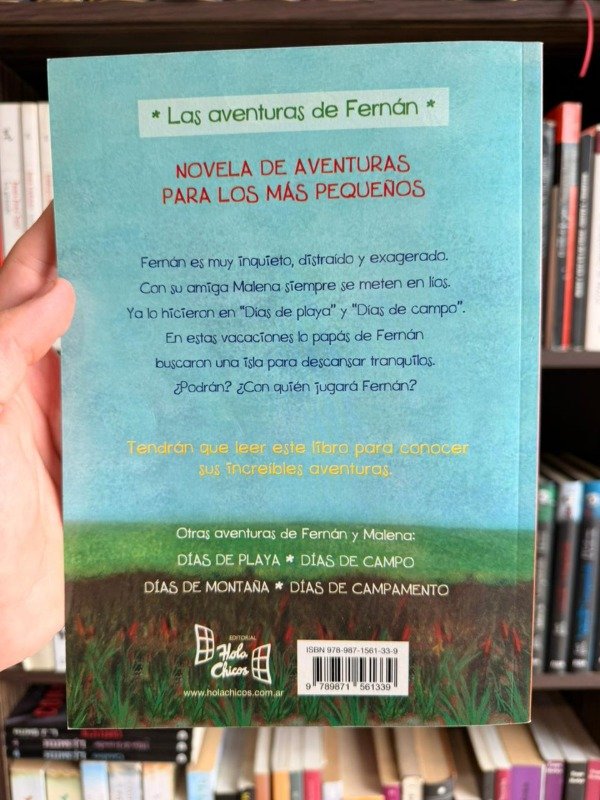 * Las aventuras de Fernán *
NOVELA DE AVENTURAS
PARA LOS MÁS PEQUEÑOS
Fernán es muy inquieto, distraído y exagerado.
Con su amiga Malena siempre se meten en líos.
Ya lo hicieron en "Días de playa" y "Días de campo".
En estas vacaciones lo papás de Fernán
buscaron una isla para descansar tranquilos.
¿Podrán? ¿Con quién jugará Fernán?
Tendrán que leer este libro para conocer
sus increíbles aventuras.
Otras aventuras de Fernán y Malena:
DÍAS DE PLAYA * DÍAS DE CAMPO
DÍAS DE MONTAÑA * DÍAS DE CAMPAMENTO
EDITORIAL
Hola
Chicos
www.holachicos.com.ar
ISBN 978-987-1561-33-9
9 789871 561339